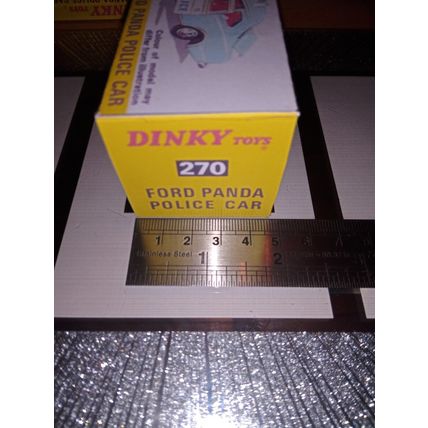 FORD PANDA POLICE CAR
Colour of model may
differ from illustration
DINKY TOYS
270
FORD PANDA
POLICE CAR
1 2 3 4 5 6 7
Stainless Steel 1 2